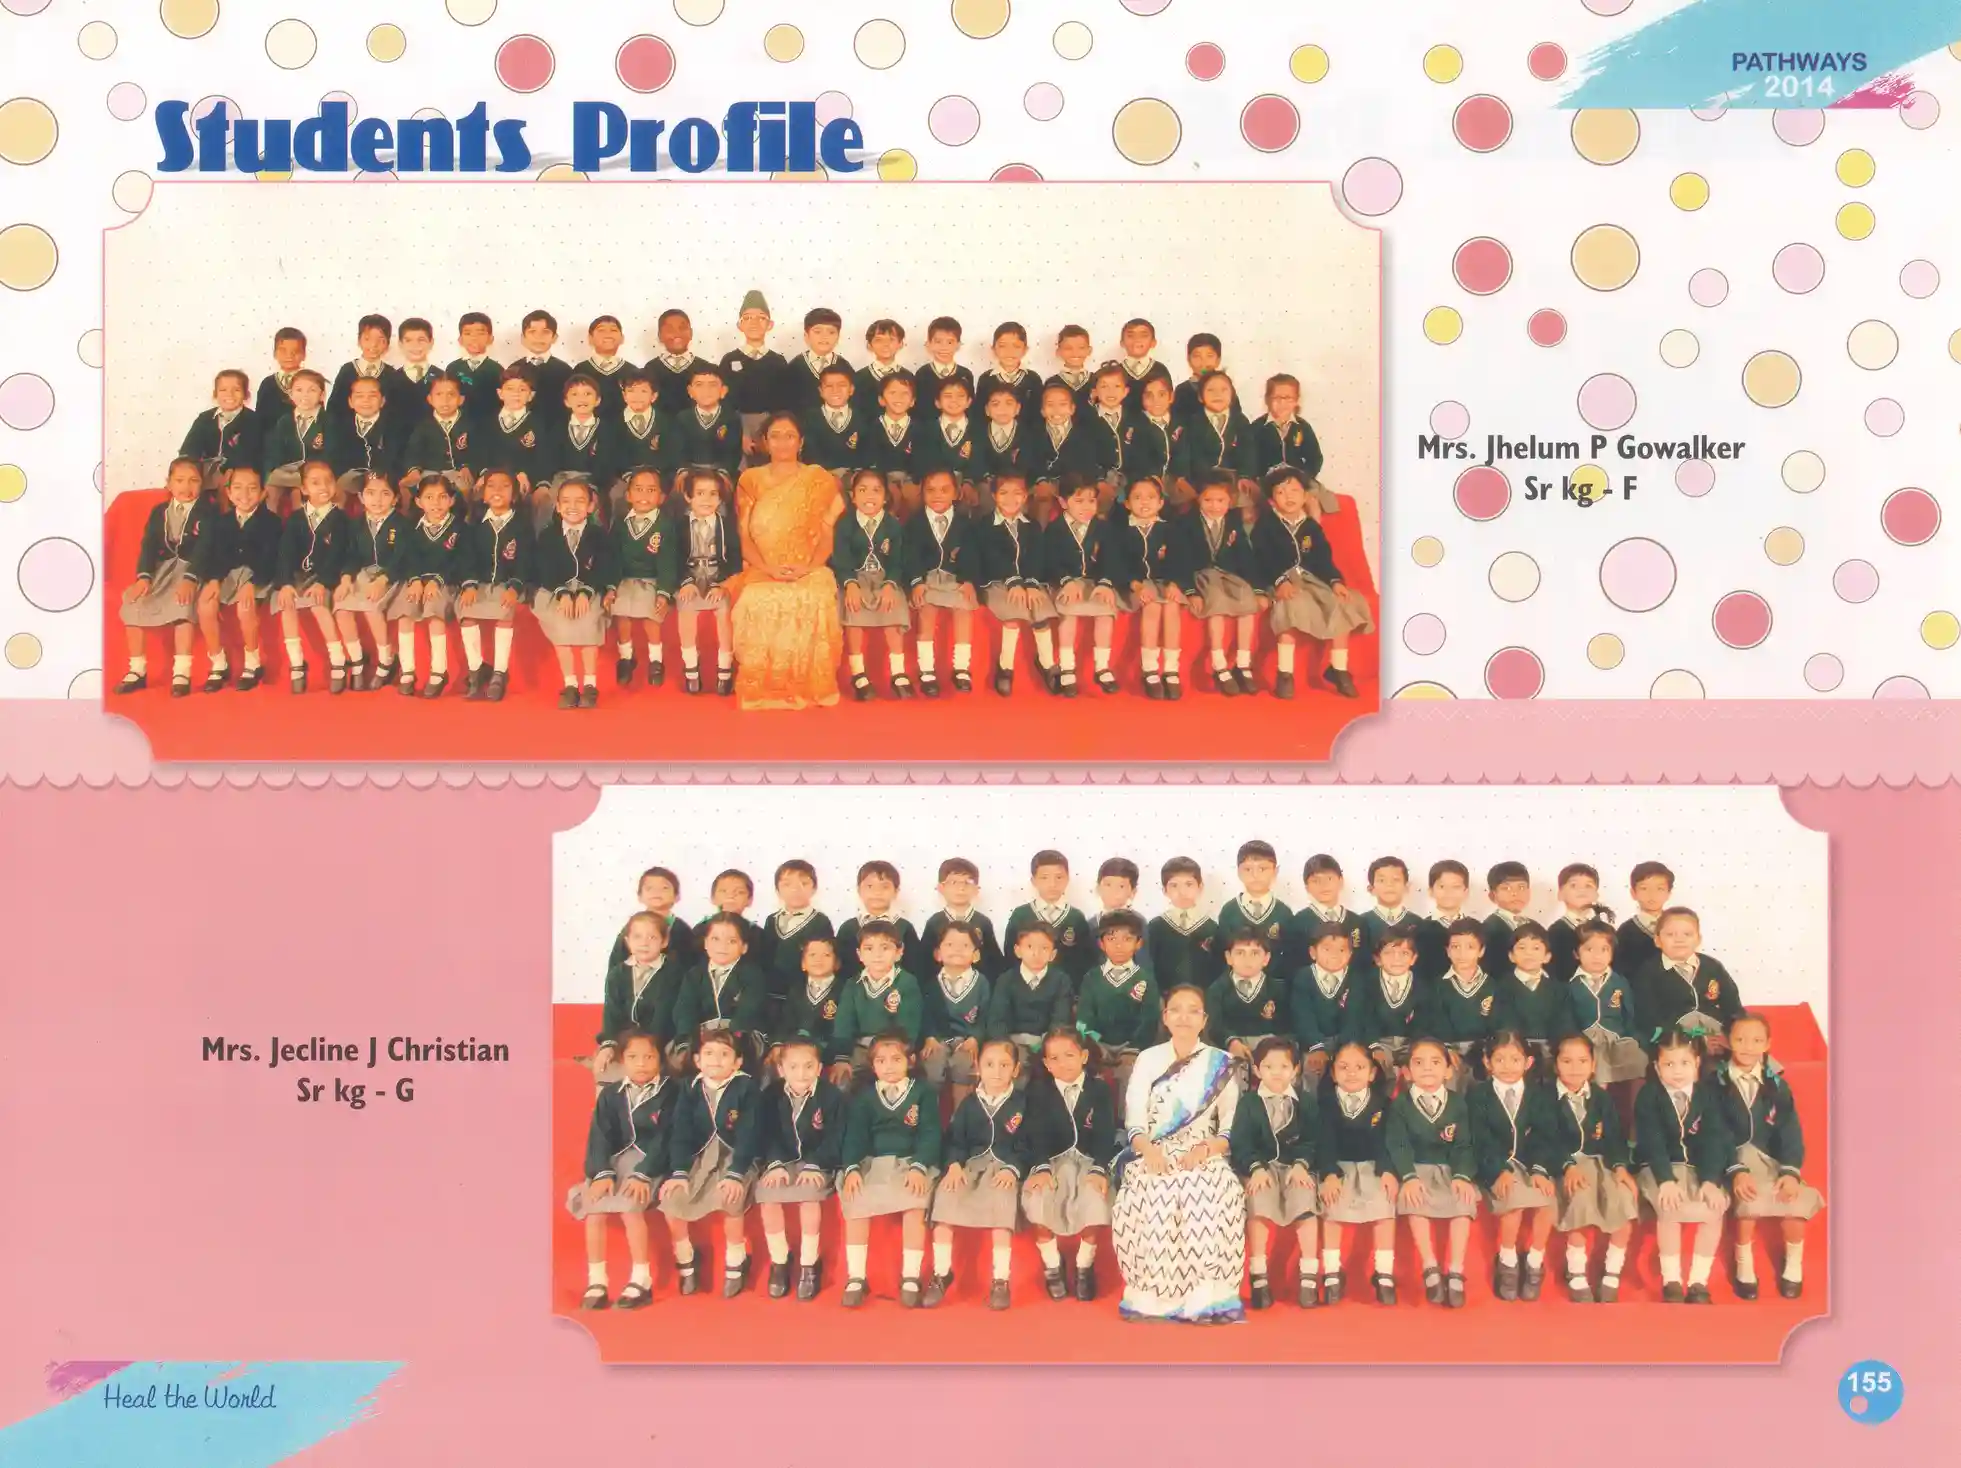 PATHWAYS
2014
Students Profile
Mrs. Jhelum P Gowalker
Sr kg - F
Mrs. Jecline J Christian
Sr kg - G
Heal the World
155